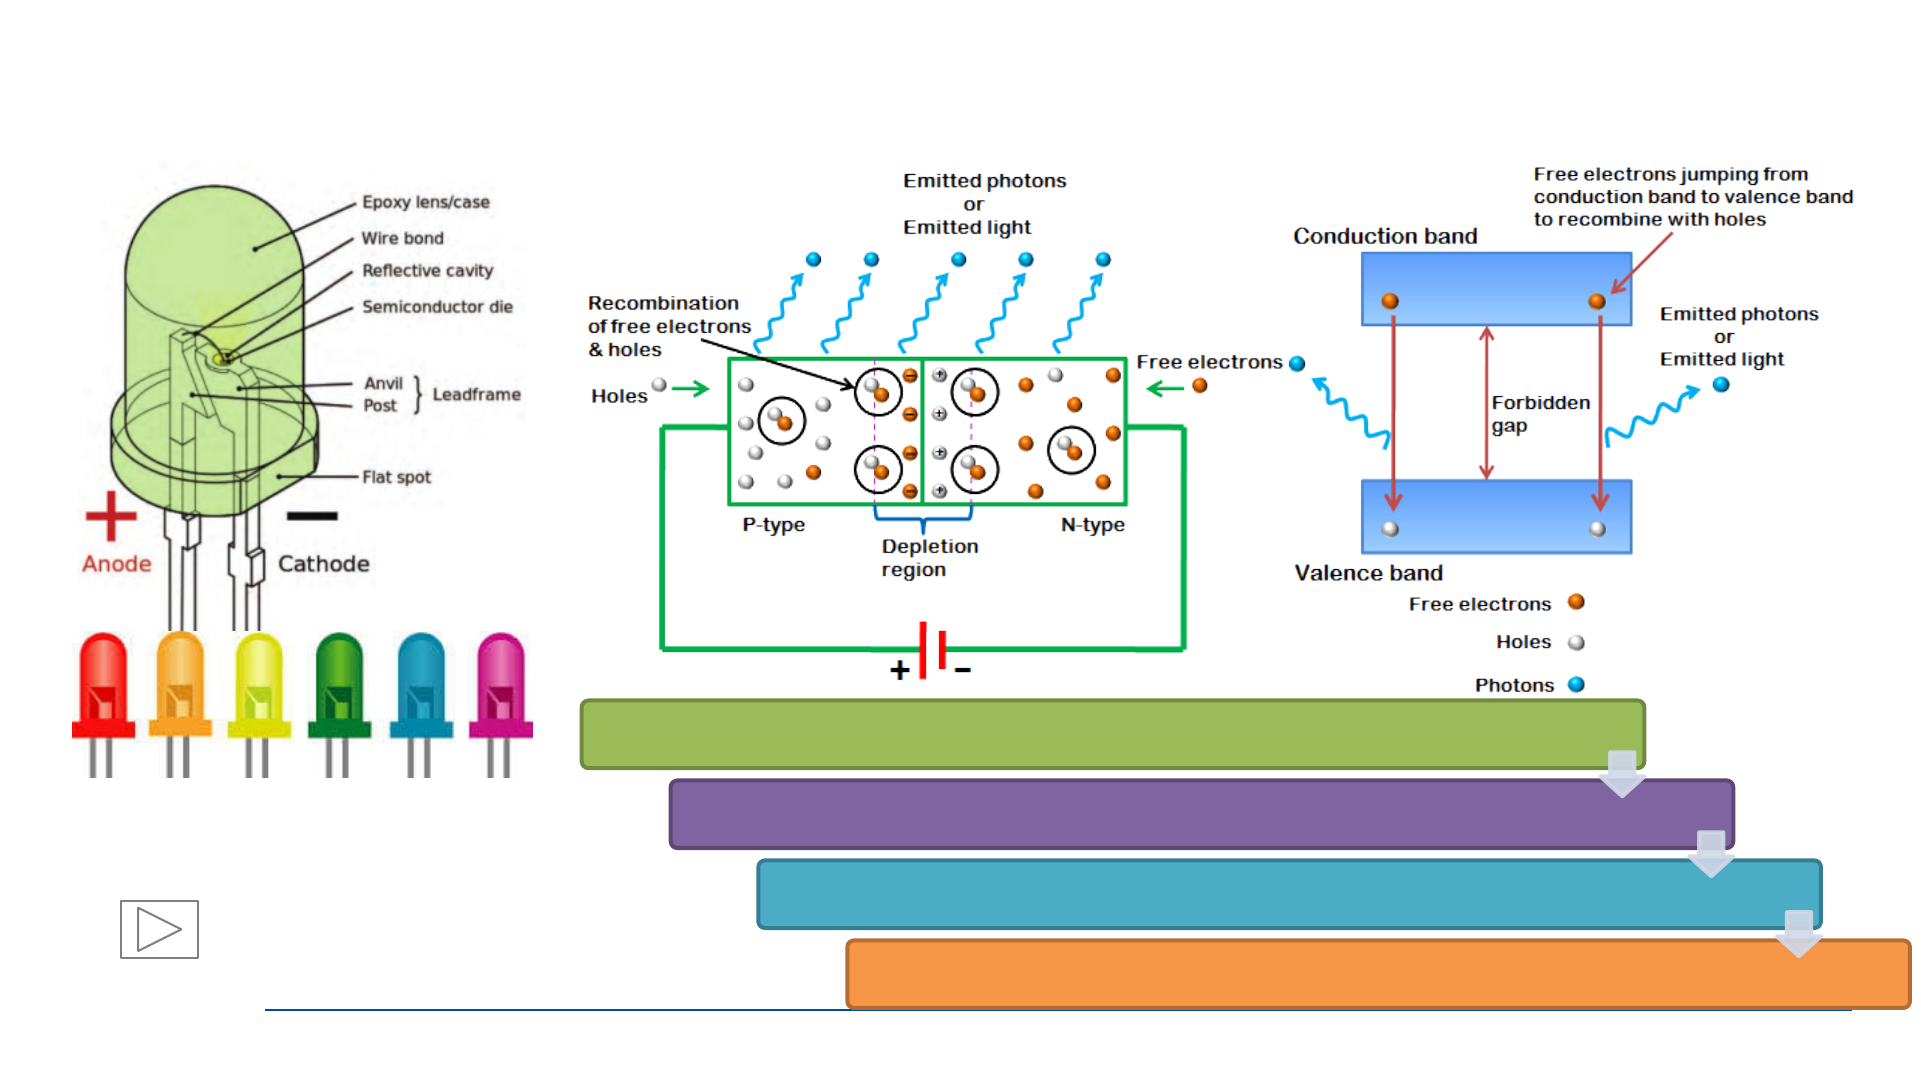 Epoxy lens/case
Wire bond
Reflective cavity
Semiconductor die
Anvil
Post
Leadframe
Flat spot
Anode
Cathode
Emitted photons
or
Emitted light
Recombination
of free electrons
& holes
Holes
Free electrons
P-type
N-type
Depletion
region
+ −
Free electrons jumping from
conduction band to valence band
to recombine with holes
Conduction band
Emitted photons
or
Emitted light
Forbidden
gap
Valence band
Free electrons
Holes
Photons